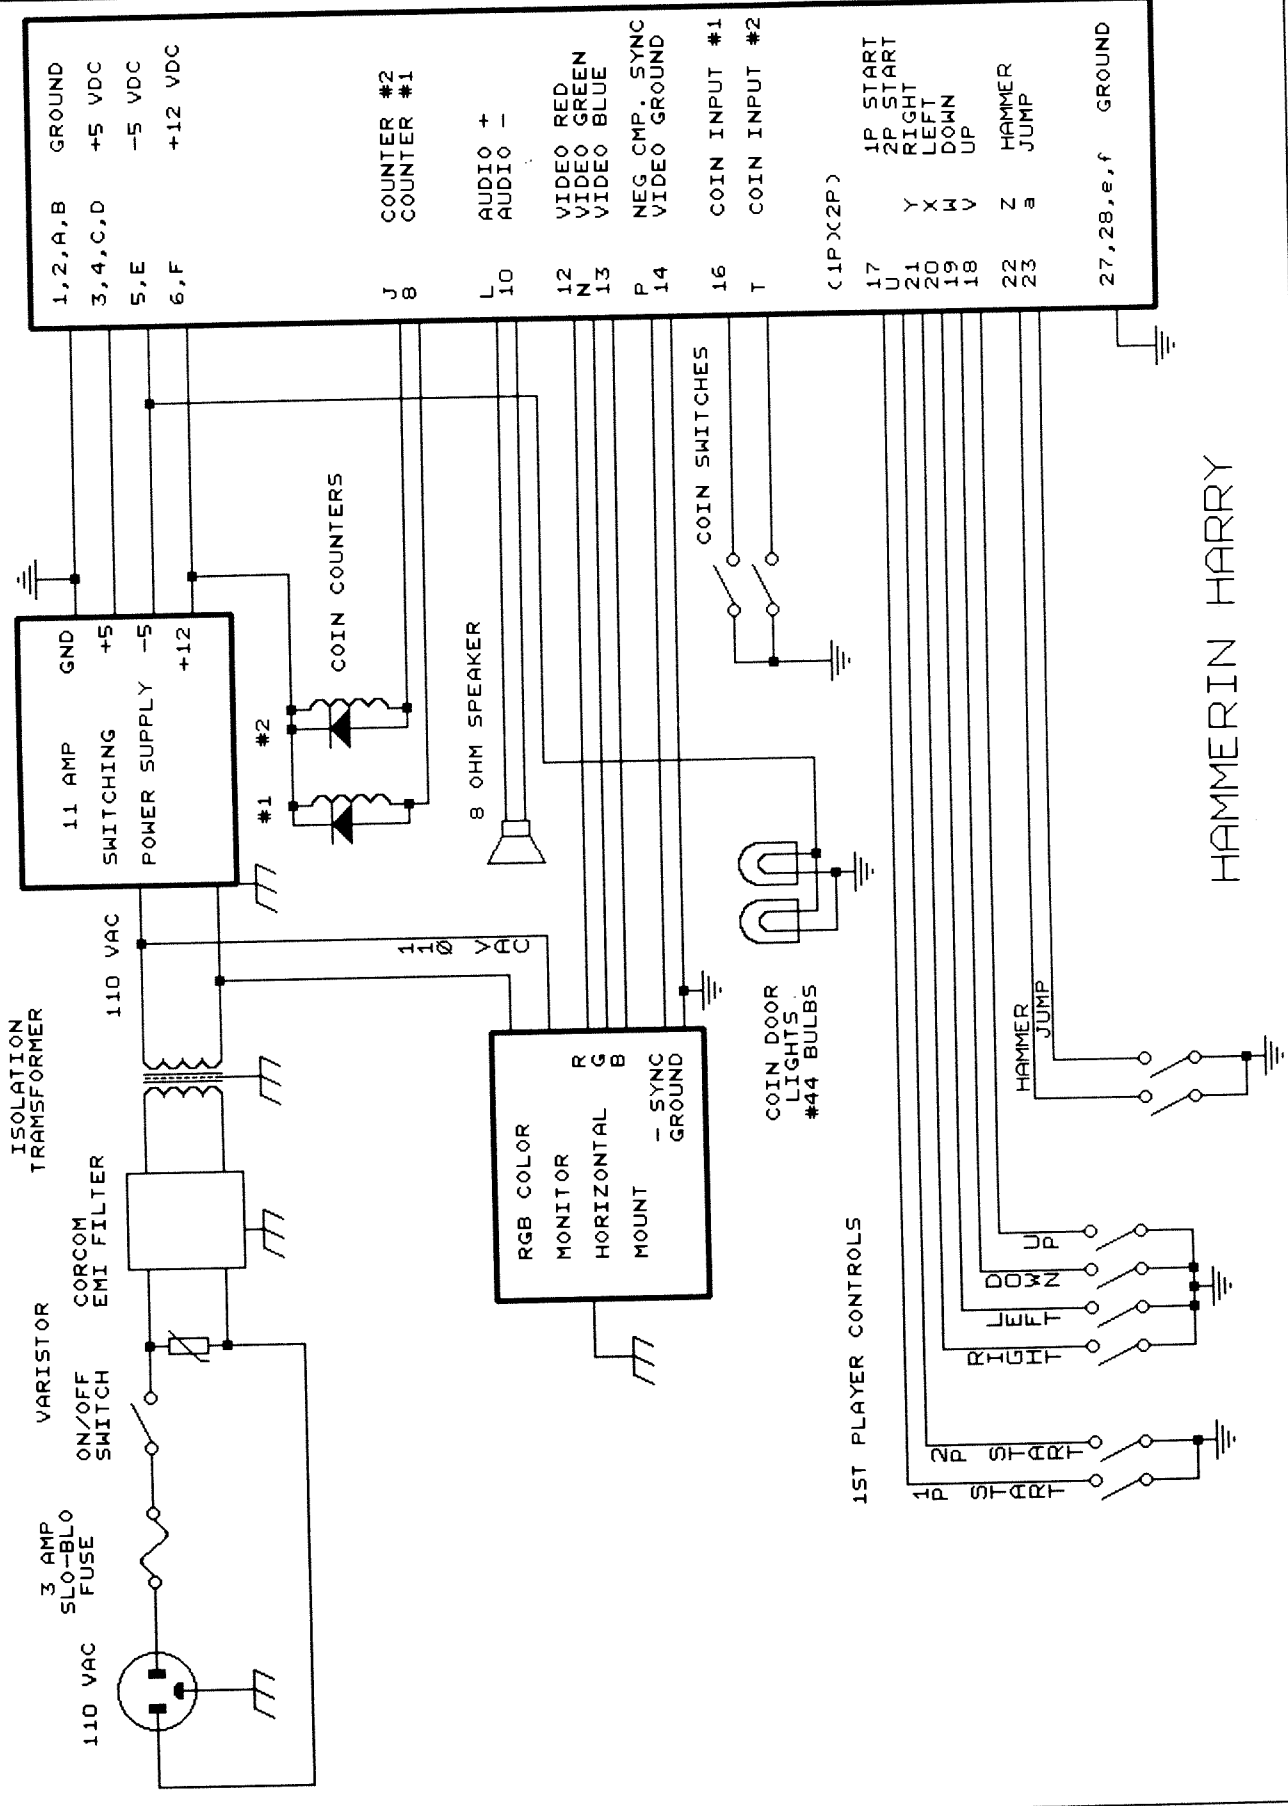 110 VAC
3 AMP
SLO-BLO
FUSE
ON/OFF
SWITCH
VARISTOR
CORCOM
EMI FILTER
ISOLATION
TRAMSFORMER
110 VAC
11 AMP
SWITCHING
POWER SUPPLY
GND
+5
-5
+12
1,2,A,B GROUND
3,4,C,D +5 VDC
5,E -5 VDC
6,F +12 VDC
#1
#2
COIN COUNTERS
J COUNTER #2
8 COUNTER #1
110 VAC
8 OHM SPEAKER
L AUDIO +
10 AUDIO -
RGB COLOR
MONITOR
HORIZONTAL
MOUNT
R
G
B
- SYNC
GROUND
12 VIDEO RED
N VIDEO GREEN
13 VIDEO BLUE
P NEG CMP. SYNC
14 VIDEO GROUND
COIN SWITCHES
16 COIN INPUT #1
T COIN INPUT #2
COIN DOOR
LIGHTS
#44 BULBS
1ST PLAYER CONTROLS
(1P)(2P)
17 1P START
U 2P START
21 Y RIGHT
20 X LEFT
19 W DOWN
18 V UP
22 Z HAMMER
23 a JUMP
27,28,e,f GROUND
1P START
2P START
RIGHT
LEFT
DOWN
UP
HAMMER
JUMP
HAMMERIN HARRY